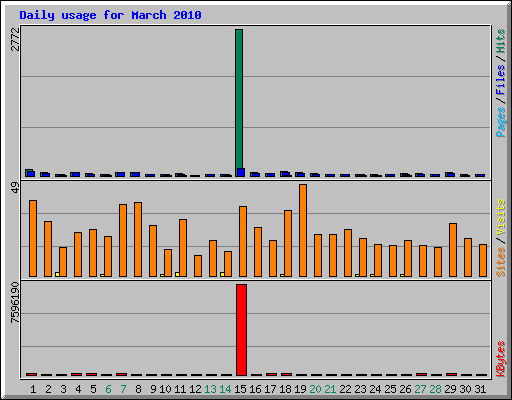 Daily usage for March 2010
2772
Pages / Files / Hits
49
Sites / Visits
7596190
KBytes
1 2 3 4 5 6 7 8 9 10 11 12 13 14 15 16 17 18 19 20 21 22 23 24 25 26 27 28 29 30 31